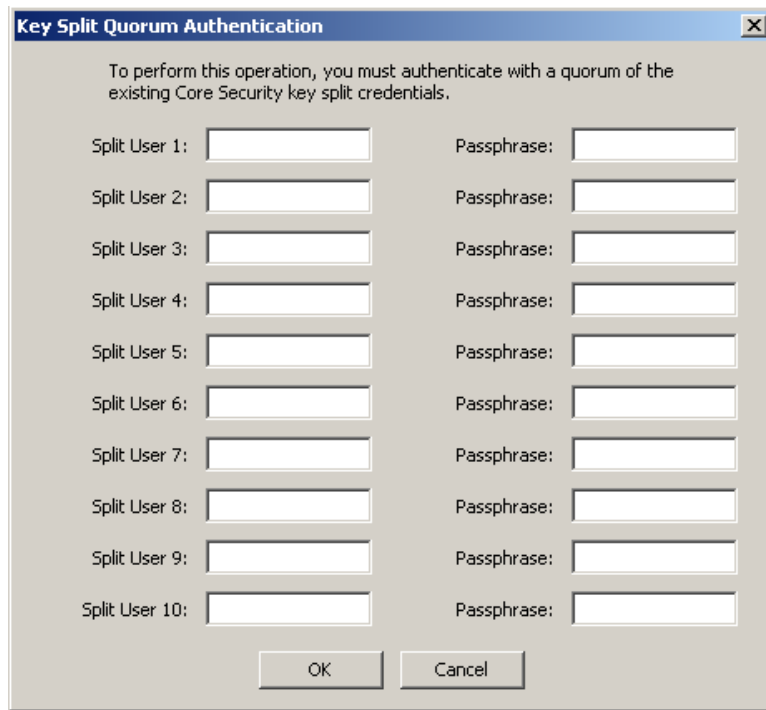 Key Split Quorum Authentication
To perform this operation, you must authenticate with a quorum of the
existing Core Security key split credentials.
Split User 1: Passphrase:
Split User 2: Passphrase:
Split User 3: Passphrase:
Split User 4: Passphrase:
Split User 5: Passphrase:
Split User 6: Passphrase:
Split User 7: Passphrase:
Split User 8: Passphrase:
Split User 9: Passphrase:
Split User 10: Passphrase:
OK Cancel